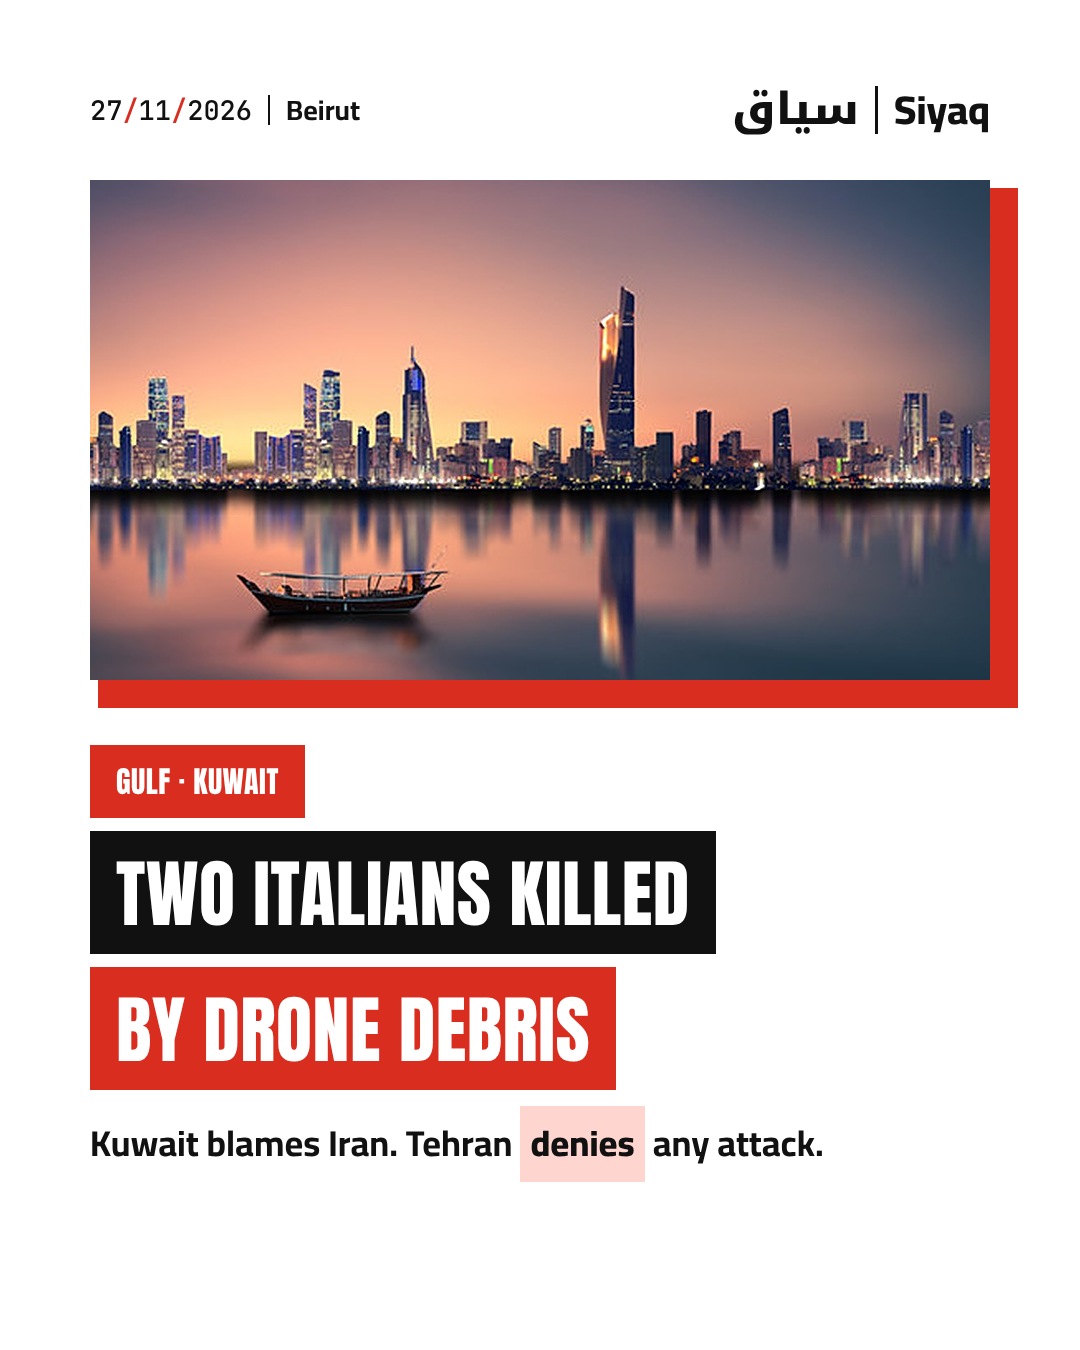 27/11/2026 | Beirut
سياق | Siyaq
GULF · KUWAIT
TWO ITALIANS KILLED
BY DRONE DEBRIS
Kuwait blames Iran. Tehran denies any attack.